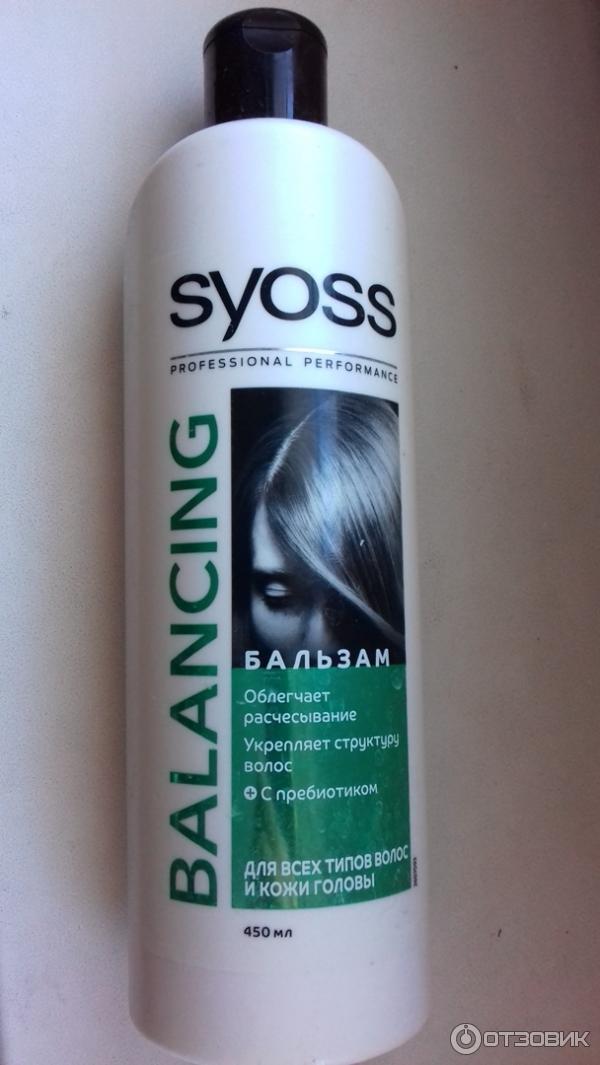 syoss
PROFESSIONAL PERFORMANCE
BALANCING
БАЛЬЗАМ
Облегчает
расчесывание
Укрепляет структуру
волос
+ С пребиотиком
ДЛЯ ВСЕХ ТИПОВ ВОЛОС
И КОЖИ ГОЛОВЫ
450 мл
ОТЗОВИК